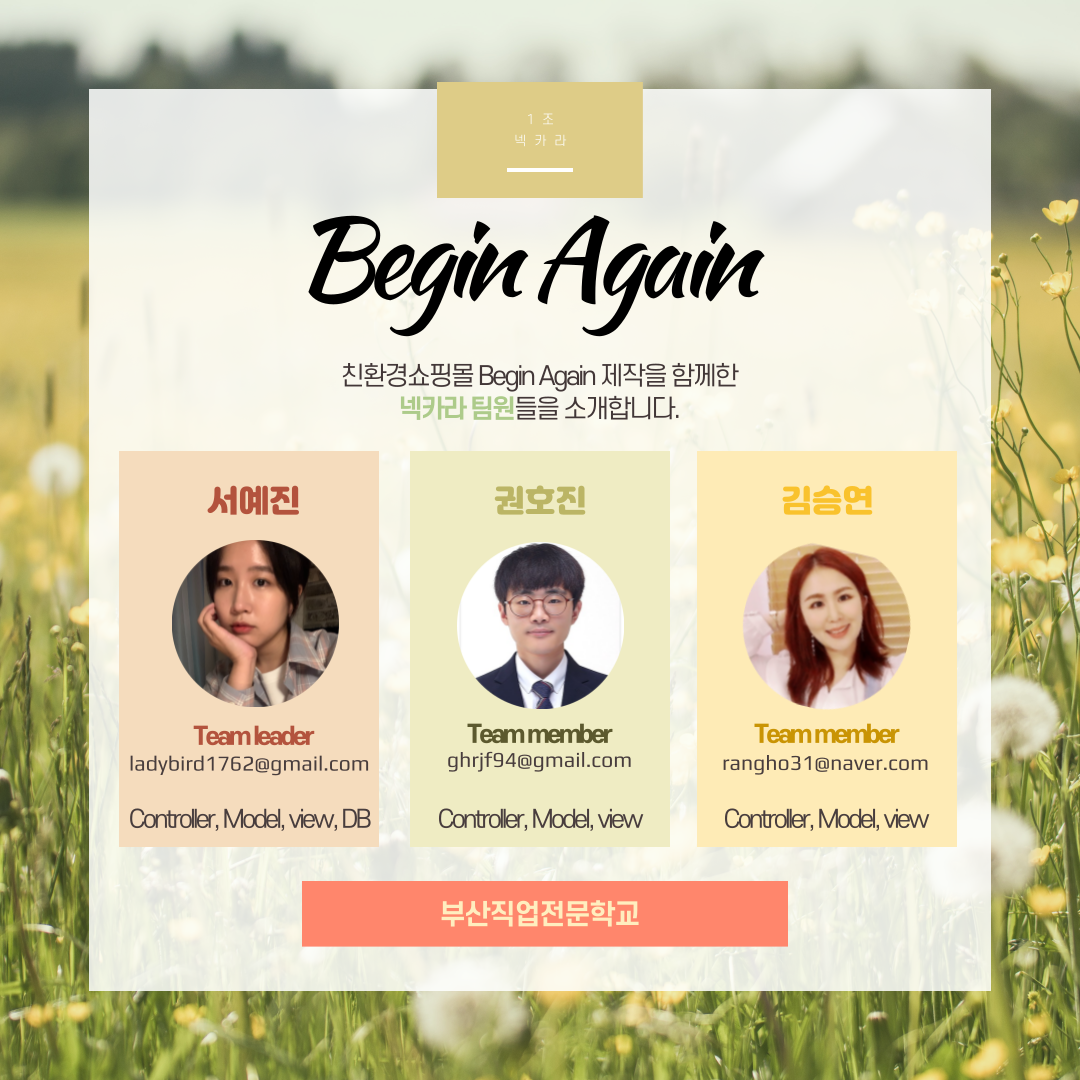 1조
넥카라
Begin Again
친환경쇼핑몰 Begin Again 제작을 함께한
넥카라 팀원들을 소개합니다.
서예진
Team leader
ladybird1762@gmail.com
Controller, Model, view, DB
권호진
Team member
ghrjf94@gmail.com
Controller, Model, view
김승연
Team member
rangho31@naver.com
Controller, Model, view
부산직업전문학교